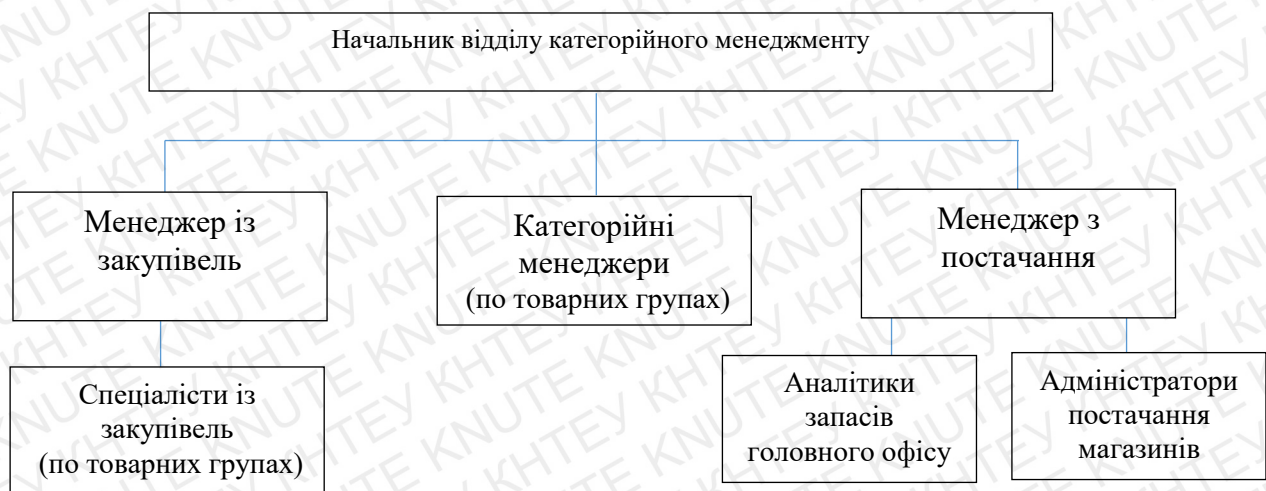 Начальник відділу категорійного менеджменту
Менеджер із
закупівель
Категорійні
менеджери
(по товарних групах)
Менеджер з
постачання
Спеціалісти із
закупівель
(по товарних групах)
Аналітики
запасів
головного офісу
Адміністратори
постачання
магазинів